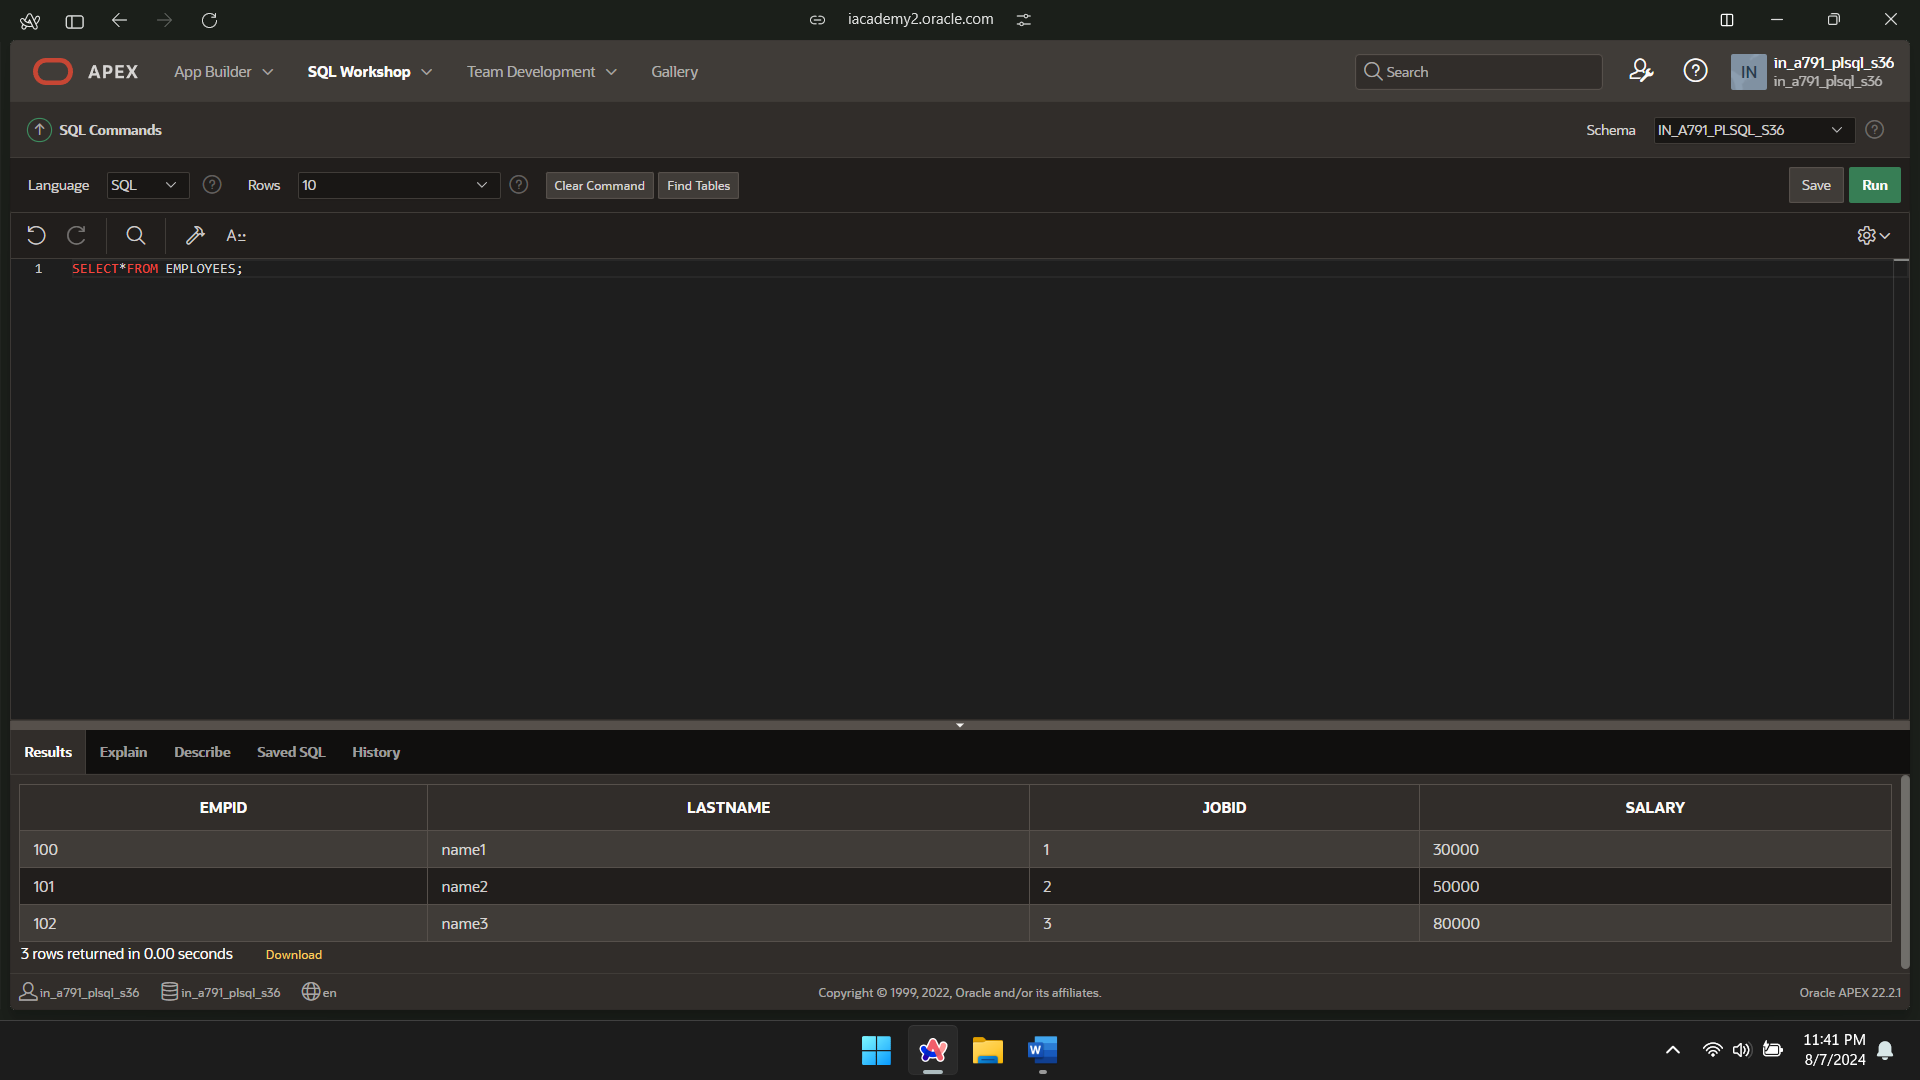 iacademy2.oracle.com
APEX App Builder SQL Workshop Team Development Gallery Search IN in_a791_plsql_s36
in_a791_plsql_s36
SQL Commands Schema IN_A791_PLSQL_S36
Language SQL Rows 10 Clear Command Find Tables Save Run
A::
1 SELECT*FROM EMPLOYEES;
Results Explain Describe Saved SQL History
EMPID LASTNAME JOBID SALARY
100 name1 1 30000
101 name2 2 50000
102 name3 3 80000
3 rows returned in 0.00 seconds Download
in_a791_plsql_s36 in_a791_plsql_s36 en Copyright © 1999, 2022, Oracle and/or its affiliates. Oracle APEX 22.2.1
W 11:41 PM
8/7/2024